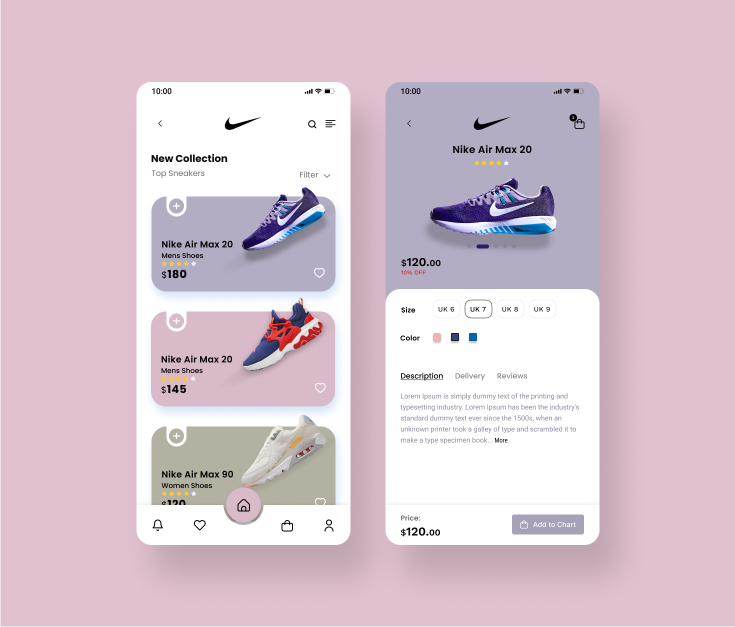 10:00
New Collection
Top Sneakers
Filter
Nike Air Max 20
Mens Shoes
$180
Nike Air Max 20
Mens Shoes
$145
Nike Air Max 90
Women Shoes
$120
10:00
Nike Air Max 20
$120.00
10% OFF
Size
UK 6
UK 7
UK 8
UK 9
Color
Description Delivery Reviews
Lorem Ipsum is simply dummy text of the printing and
typesetting industry. Lorem Ipsum has been the industry's
standard dummy text ever since the 1500s, when an
unknown printer took a galley of type and scrambled it to
make a type specimen book... More
Price:
$120.00
Add to Chart